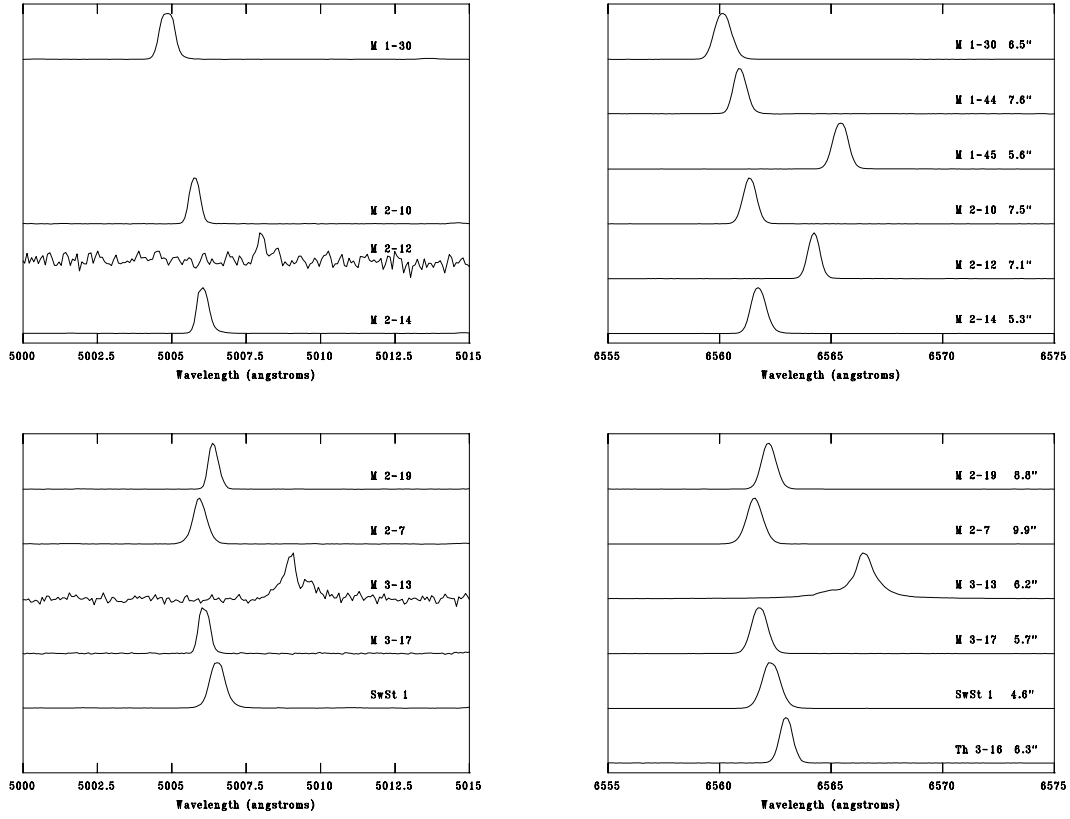 M 1-30
M 2-10
M 2-12
M 2-14
5000 5002.5 5005 5007.5 5010 5012.5 5015
Wavelength (angstroms)
M 1-30 6.5"
M 1-44 7.6"
M 1-45 5.6"
M 2-10 7.5"
M 2-12 7.1"
M 2-14 5.3"
6555 6560 6565 6570 6575
Wavelength (angstroms)
M 2-19
M 2-7
M 3-13
M 3-17
SwSt 1
5000 5002.5 5005 5007.5 5010 5012.5 5015
Wavelength (angstroms)
M 2-19 8.8"
M 2-7 9.9"
M 3-13 6.2"
M 3-17 5.7"
SwSt 1 4.6"
Th 3-16 6.3"
6555 6560 6565 6570 6575
Wavelength (angstroms)